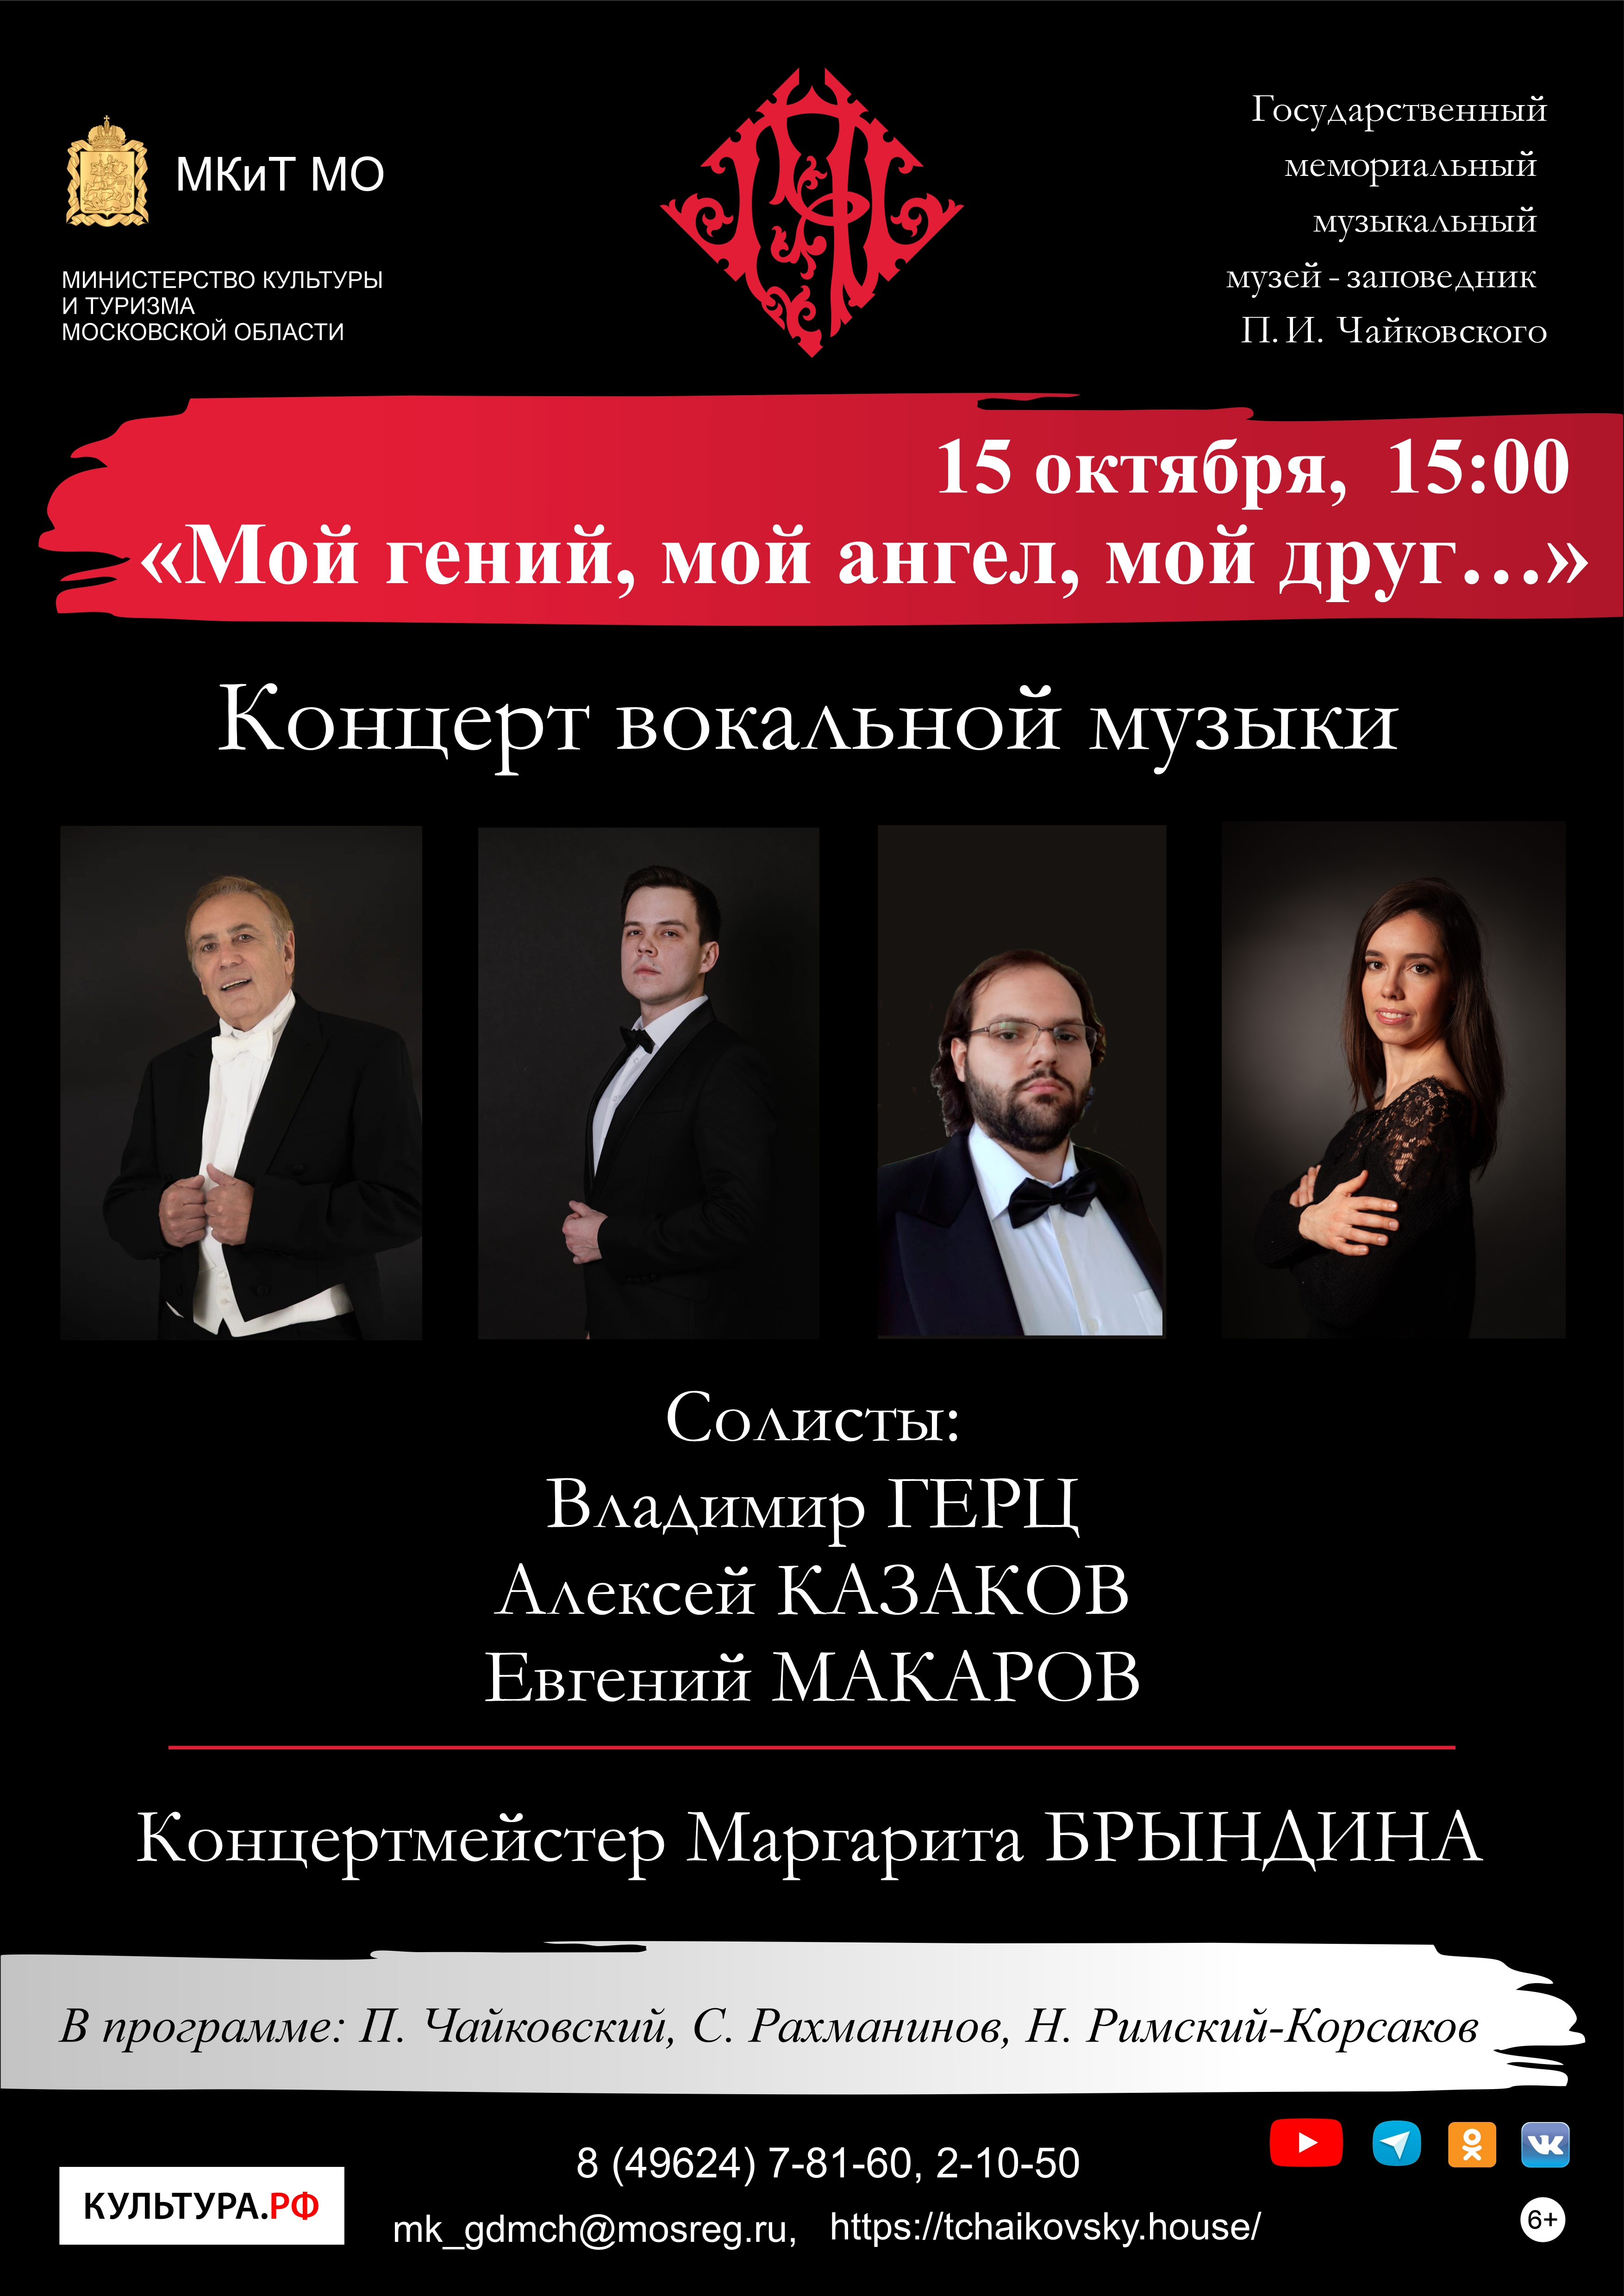 МКиТ МО
МИНИСТЕРСТВО КУЛЬТУРЫ
И ТУРИЗМА
МОСКОВСКОЙ ОБЛАСТИ
Государственный
мемориальный
музыкальный
музей - заповедник
П. И. Чайковского
15 октября, 15:00
«Мой гений, мой ангел, мой друг…»
Концерт вокальной музыки
Солисты:
Владимир ГЕРЦ
Алексей КАЗАКОВ
Евгений МАКАРОВ
Концертмейстер Маргарита БРЫНДИНА
В программе: П. Чайковский, С. Рахманинов, Н. Римский-Корсаков
КУЛЬТУРА.РФ
8 (49624) 7-81-60, 2-10-50
mk_gdmch@mosreg.ru, https://tchaikovsky.house/
6+